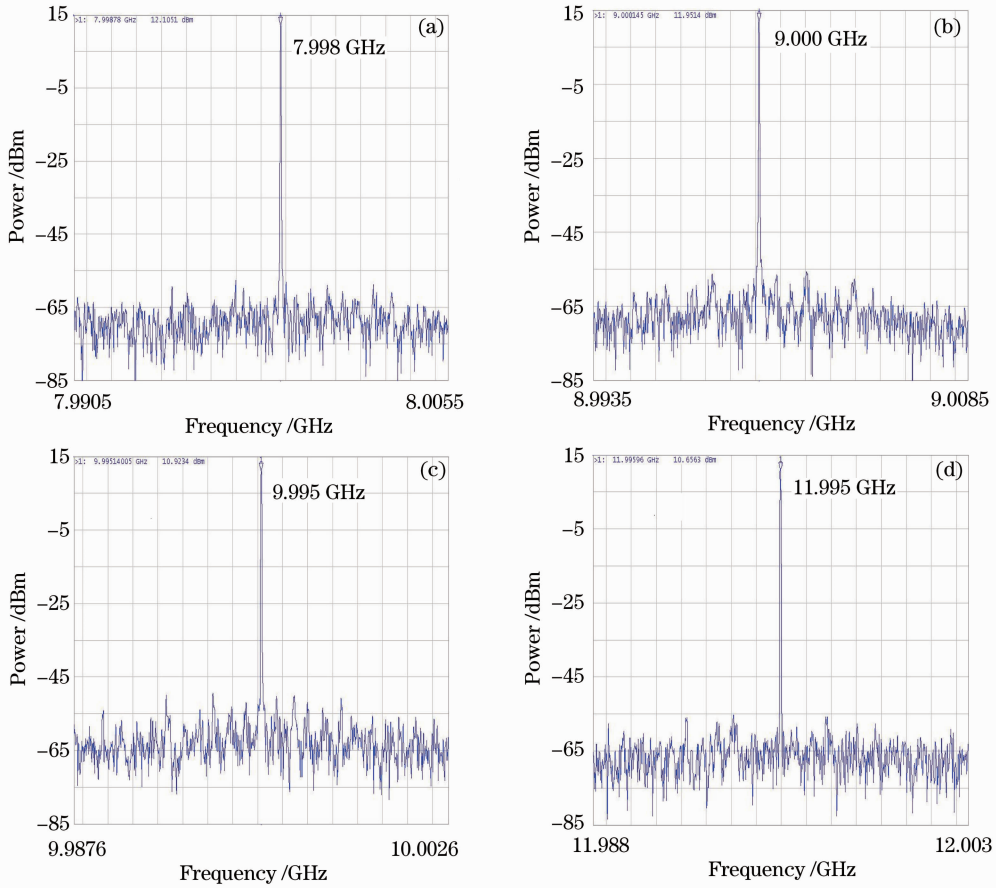 >1: 7.99878 GHz 12.1051 dBm
(a)
7.998 GHz
15
−5
−25
−45
−65
−85
Power /dBm
7.9905
8.0055
Frequency /GHz
>1: 9.000145 GHz 11.9514 dBm
(b)
9.000 GHz
15
−5
−25
−45
−65
−85
Power /dBm
8.9935
9.0085
Frequency /GHz
>1: 9.99514005 GHz 10.9234 dBm
(c)
9.995 GHz
15
−5
−25
−45
−65
−85
Power /dBm
9.9876
10.0026
Frequency /GHz
>1: 11.99596 GHz 10.6563 dBm
(d)
11.995 GHz
15
−5
−25
−45
−65
−85
Power /dBm
11.988
12.003
Frequency /GHz